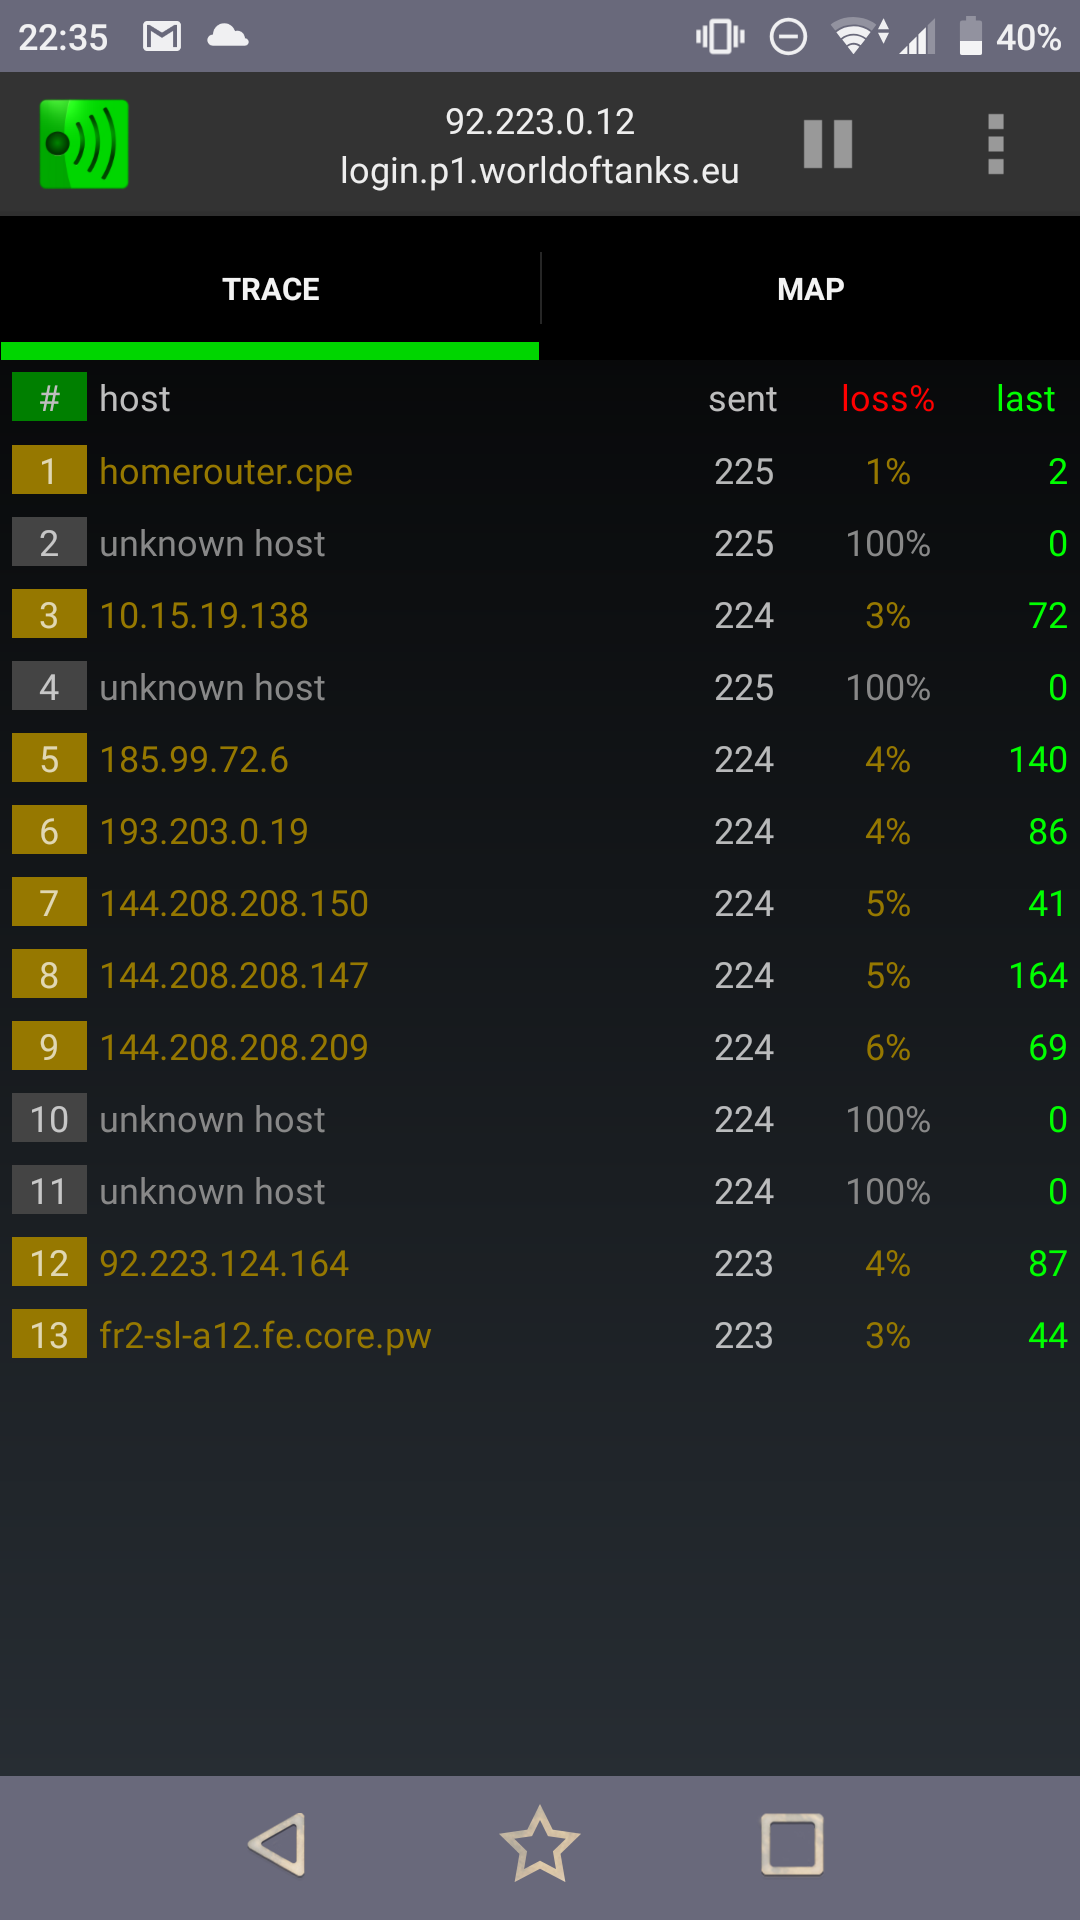 22:35 40%
92.223.0.12
login.p1.worldoftanks.eu
TRACE MAP
# host sent loss% last
1 homerouter.cpe 225 1% 2
2 unknown host 225 100% 0
3 10.15.19.138 224 3% 72
4 unknown host 225 100% 0
5 185.99.72.6 224 4% 140
6 193.203.0.19 224 4% 86
7 144.208.208.150 224 5% 41
8 144.208.208.147 224 5% 164
9 144.208.208.209 224 6% 69
10 unknown host 224 100% 0
11 unknown host 224 100% 0
12 92.223.124.164 223 4% 87
13 fr2-sl-a12.fe.core.pw 223 3% 44